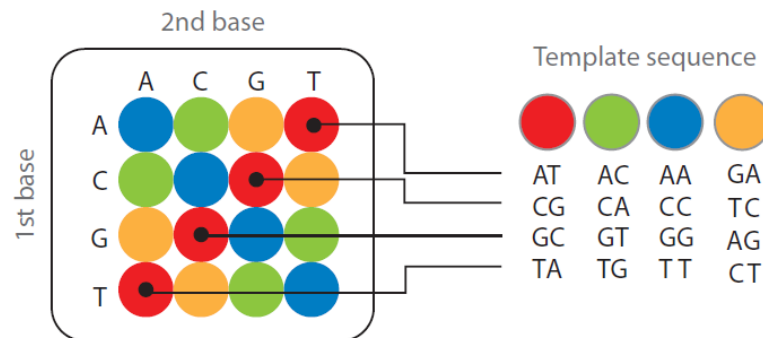 2nd base
A C G T
1st base
A
C
G
T
Template sequence
AT AC AA GA
CG CA CC TC
GC GT GG AG
TA TG TT CT